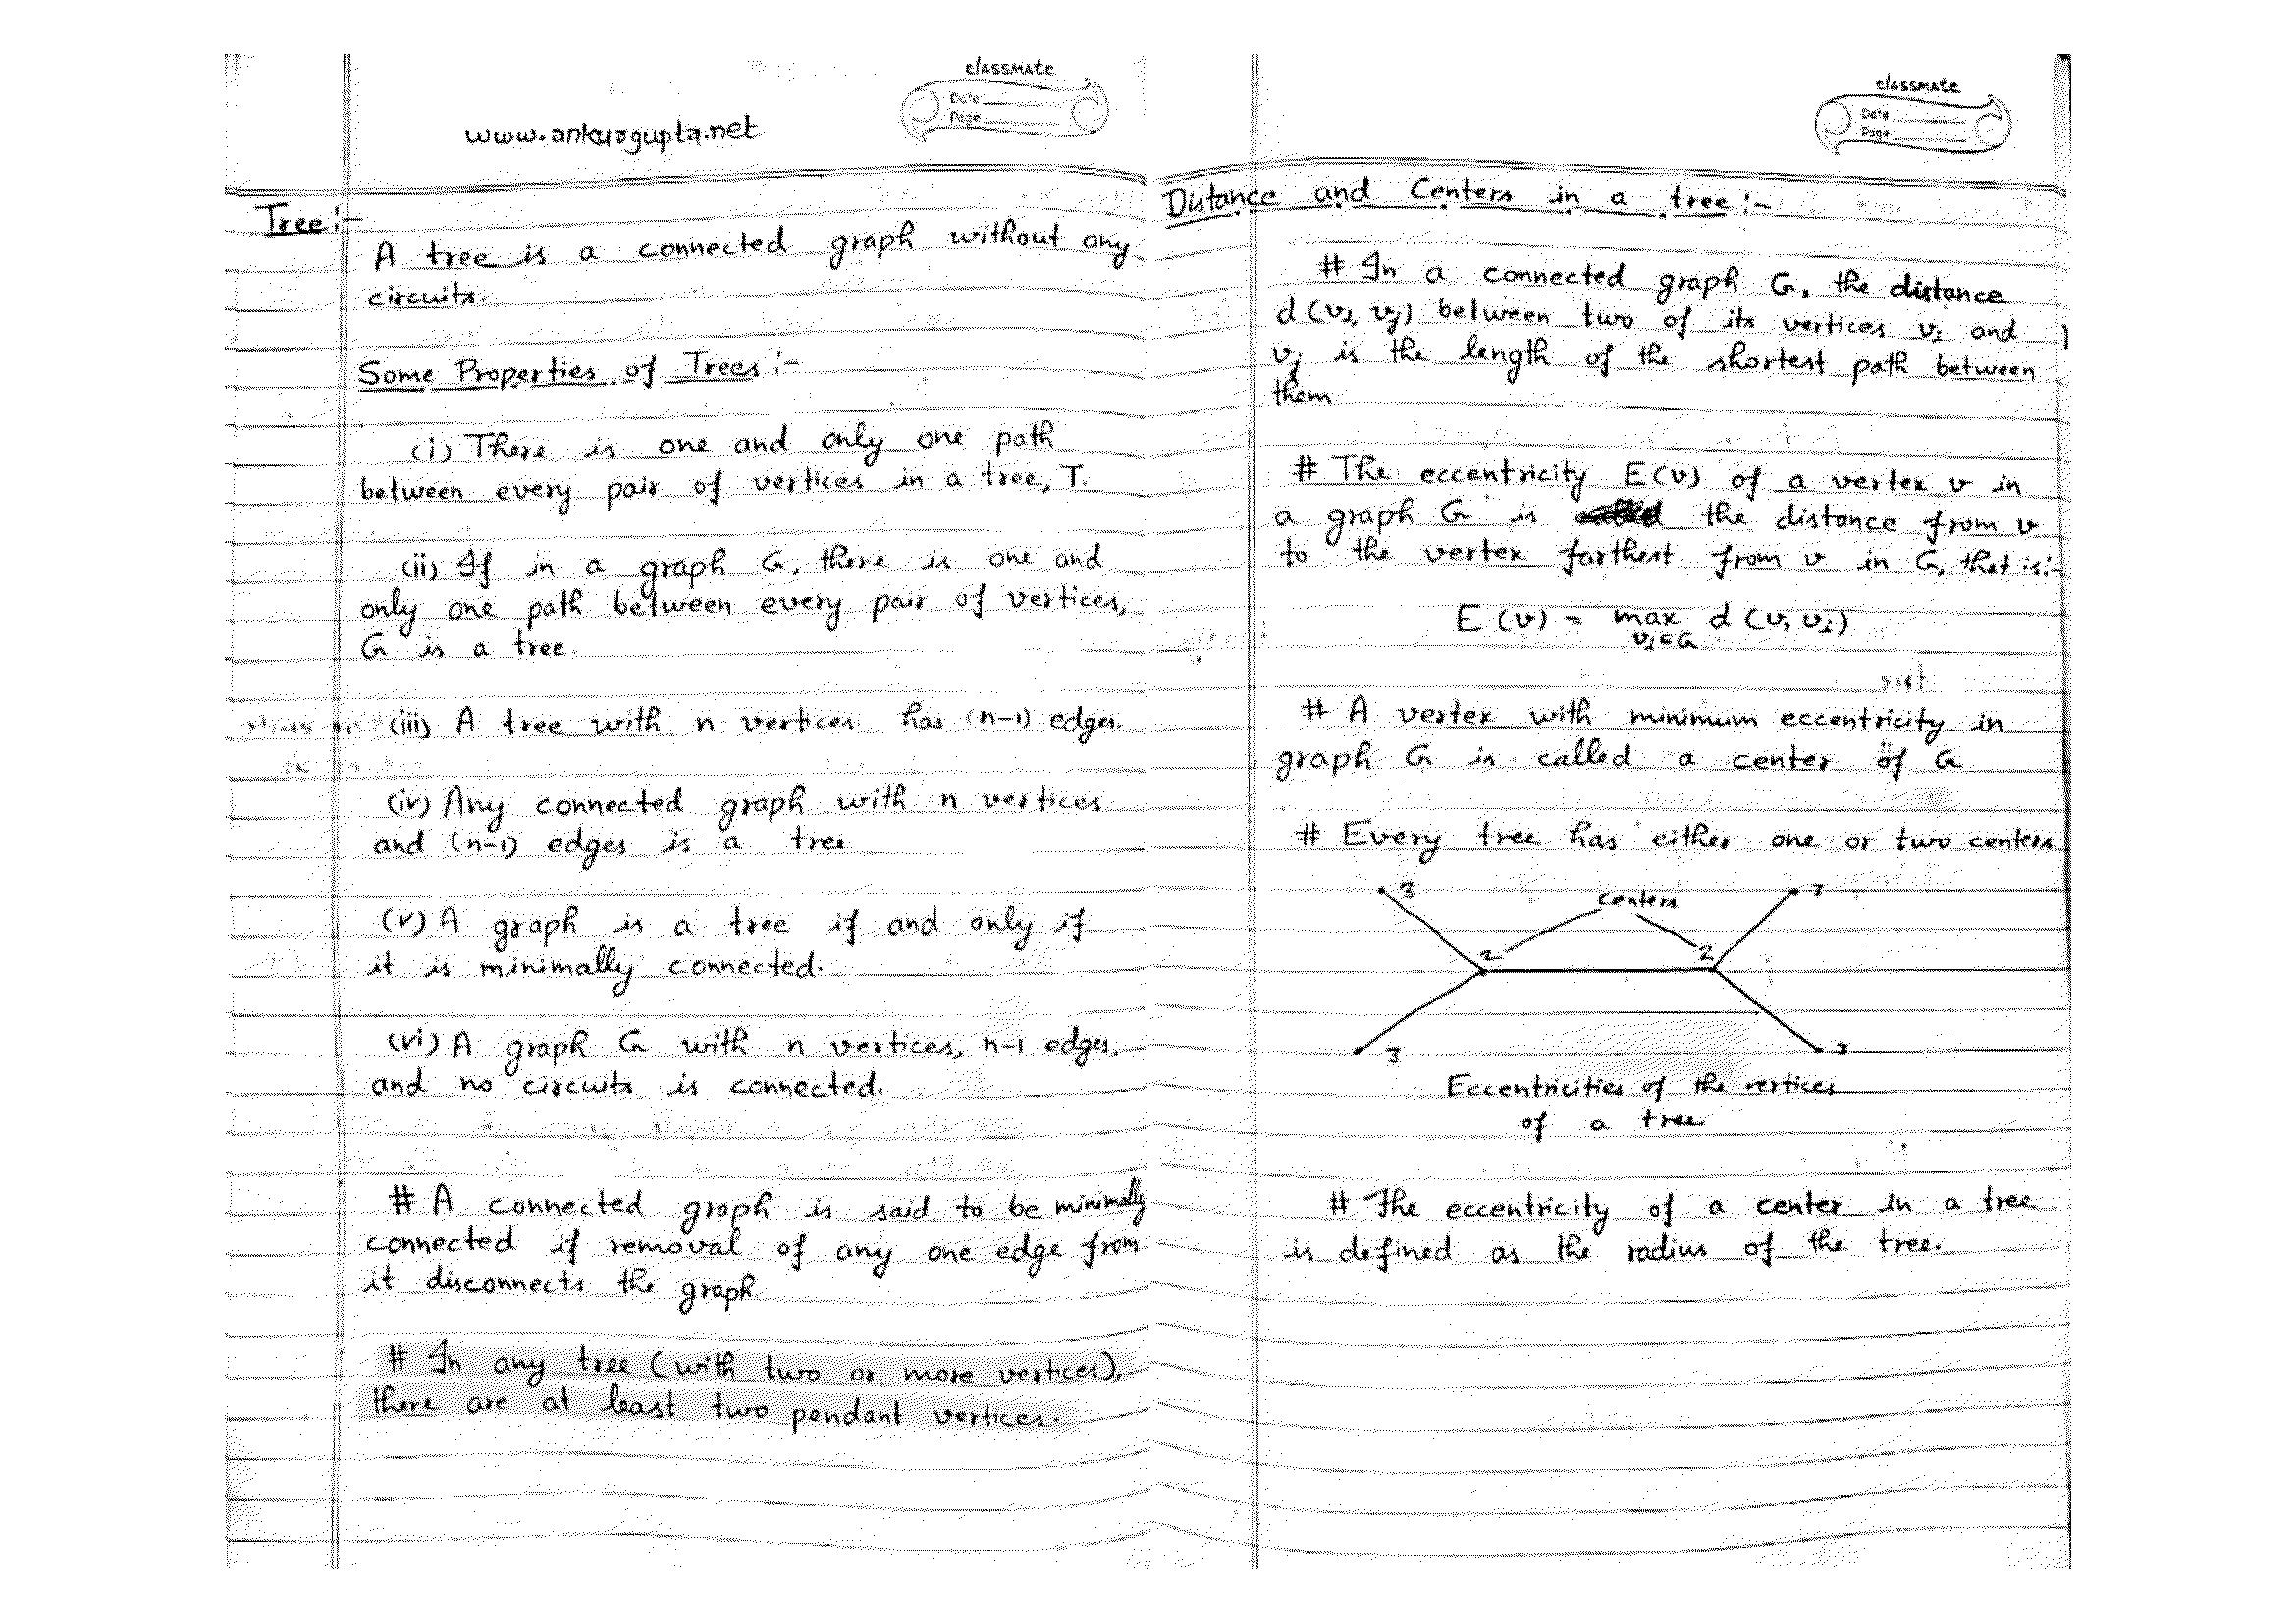 classmate
Date
Page
www.ankurgupta.net
Tree :-
A tree is a connected graph without any
circuits.
Some Properties of Trees :-
(i) There is one and only one path
between every pair of vertices in a tree, T.
(ii) If in a graph G, there is one and
only one path between every pair of vertices,
G is a tree.
(iii) A tree with n vertices has (n-1) edges.
(iv) Any connected graph with n vertices
and (n-1) edges is a tree
(v) A graph is a tree if and only if
it is minimally connected.
(vi) A graph G with n vertices, n-1 edges,
and no circuits is connected.
# A connected graph is said to be minimally
connected if removal of any one edge from
it disconnects the graph
# In any tree (with two or more vertices),
there are at least two pendant vertices.
classmate
Date
Page
Distance and Centers in a tree :-
# In a connected graph G, the distance
d (vi, vj) between two of its vertices vi and
vj is the length of the shortest path between
them
# The eccentricity E(v) of a vertex v in
a graph G is the distance from v
to the vertex farthest from v in G, that is:-
E (v) = max d (v, vi)
vi∈G
# A vertex with minimum eccentricity in
graph G is called a center of G
# Every tree has either one or two centers
3 Centers 3
2 2
3 3
Eccentricities of the vertices
of a tree
# The eccentricity of a center in a tree
is defined as the radius of the tree.